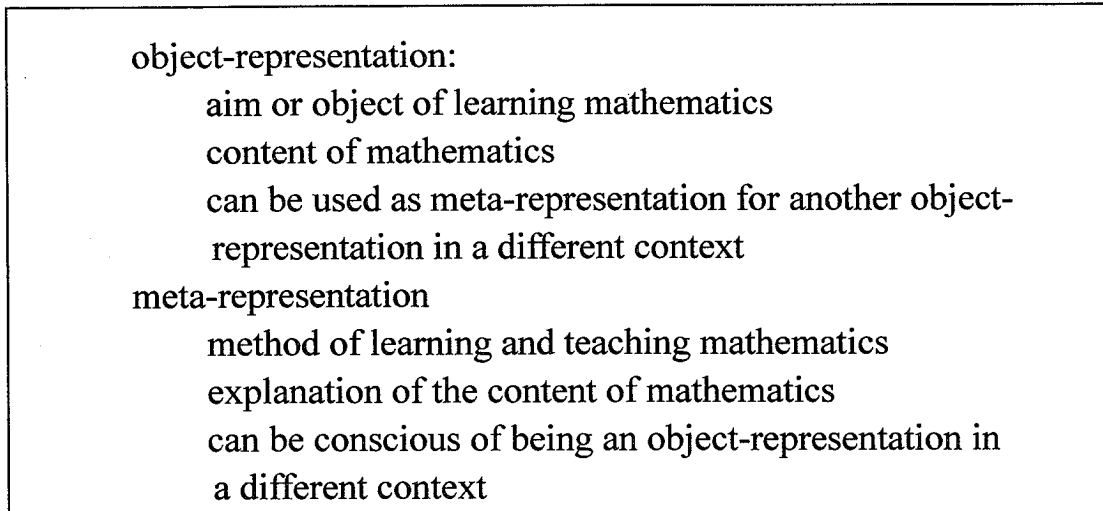 object-representation:
aim or object of learning mathematics
content of mathematics
can be used as meta-representation for another object-
representation in a different context
meta-representation
method of learning and teaching mathematics
explanation of the content of mathematics
can be conscious of being an object-representation in
a different context